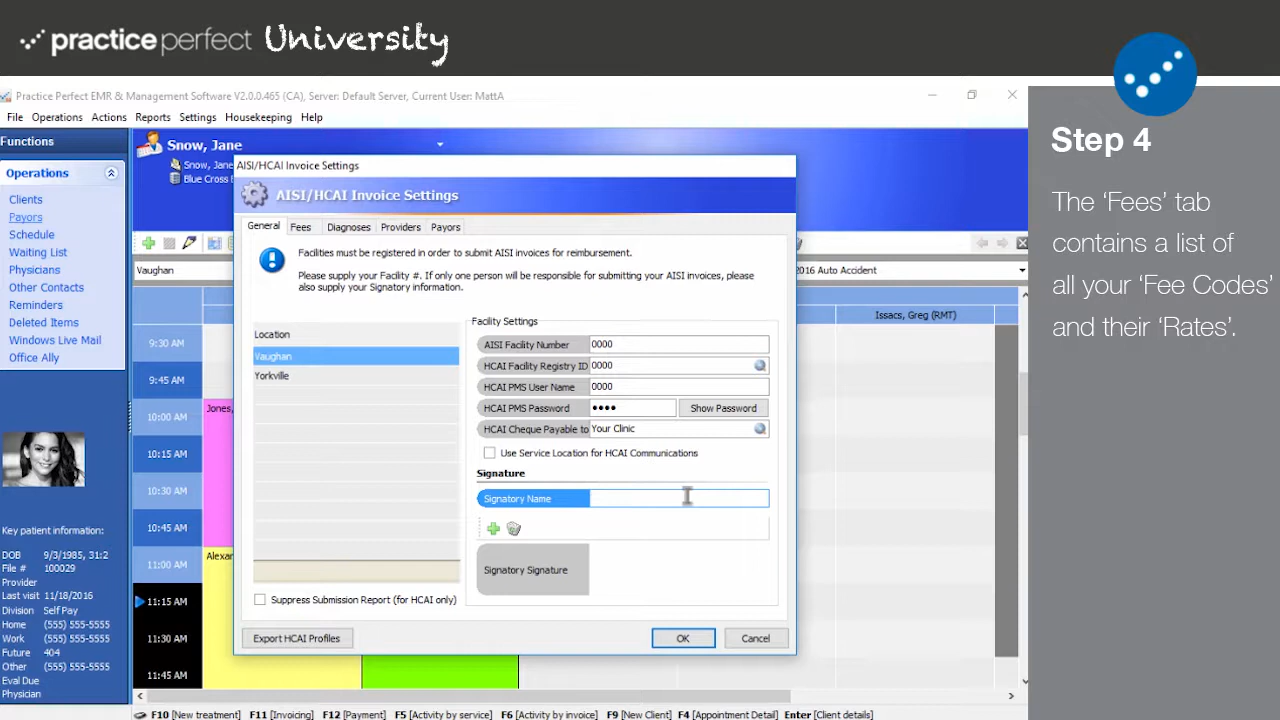 practiceperfect University
Practice Perfect EMR & Management Software V2.0.0.465 (CA), Server: Default Server, Current User: MattA
File Operations Actions Reports Settings Housekeeping Help
Functions
Operations
Clients
Payors
Schedule
Waiting List
Physicians
Other Contacts
Reminders
Deleted Items
Windows Live Mail
Office Ally
Key patient information:
DOB 9/3/1985, 31:2
File # 100029
Provider
Last visit 11/18/2016
Division Self Pay
Home (555) 555-5555
Work (555) 555-5555
Future 404
Other (555) 555-5555
Eval Due
Physician
Snow, Jane
Snow, Jane
Blue Cross
Vaughan
2016 Auto Accident
Issacs, Greg (RMT)
9:30 AM
9:45 AM
10:00 AM
Jones,
10:15 AM
10:30 AM
10:45 AM
11:00 AM
Alexan
11:15 AM
11:30 AM
11:45 AM
AISI/HCAI Invoice Settings
AISI/HCAI Invoice Settings
General Fees Diagnoses Providers Payors
Facilities must be registered in order to submit AISI invoices for reimbursement.
Please supply your Facility #. If only one person will be responsible for submitting your AISI invoices, please
also supply your Signatory information.
Location
Vaughan
Yorkville
Suppress Submission Report (for HCAI only)
Facility Settings
AISI Facility Number 0000
HCAI Facility Registry ID 0000
HCAI PMS User Name 0000
HCAI PMS Password •••• Show Password
HCAI Cheque Payable to Your Clinic
Use Service Location for HCAI Communications
Signature
Signatory Name
Signatory Signature
Export HCAI Profiles OK Cancel
F10 [New treatment] F11 [Invoicing] F12 [Payment] F5 [Activity by service] F6 [Activity by invoice] F9 [New Client] F4 [Appointment Detail] Enter [Client details]
Step 4
The ‘Fees’ tab
contains a list of
all your ‘Fee Codes’
and their ‘Rates’.